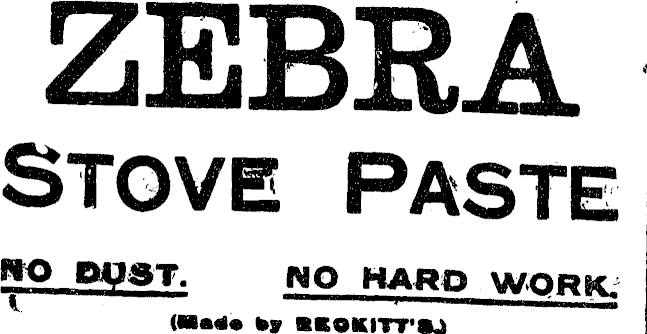 ZEBRA
STOVE PASTE
NO DUST. NO HARD WORK.
(Made by RECKITT'S.)